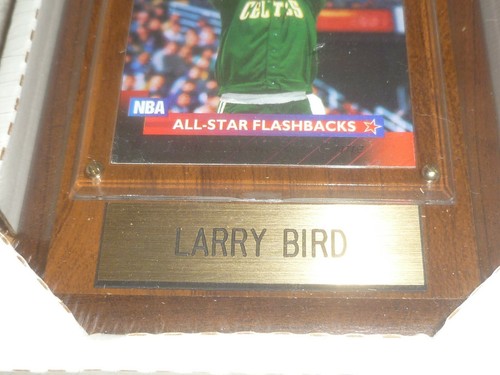 CELTICS
NBA
ALL-STAR FLASHBACKS
LARRY BIRD